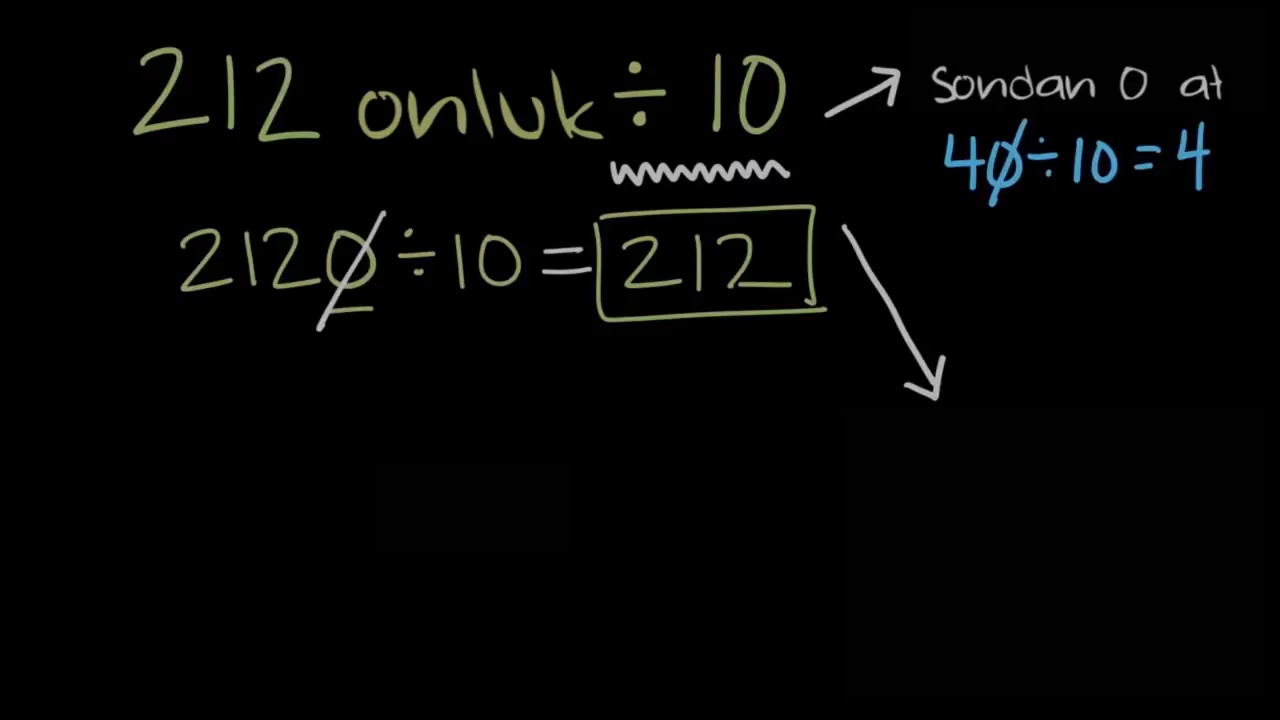 212 onluk ÷ 10
Sondan 0 at
40 ÷ 10 = 4
2120 ÷ 10 = 212